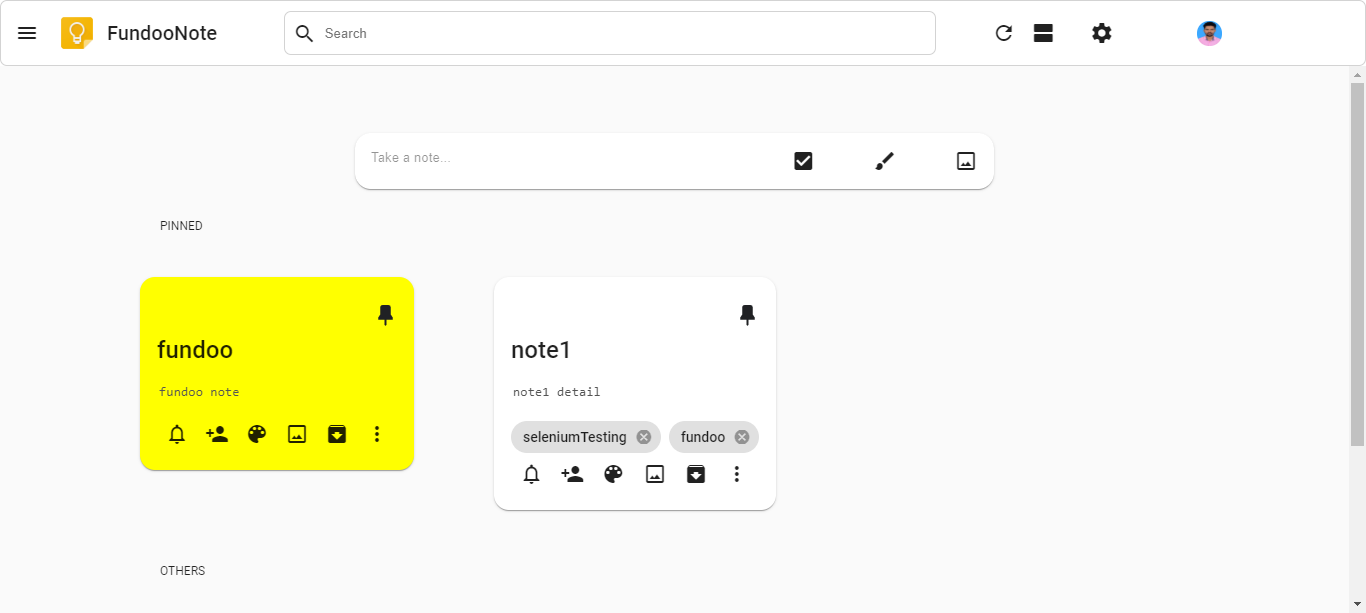 FundooNote
Search
Take a note...
PINNED
fundoo
fundoo note
note1
note1 detail
seleniumTesting fundoo
OTHERS